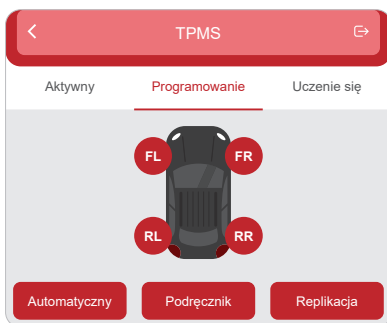 TPMS
Aktywny Programowanie Uczenie się
FL FR
RL RR
Automatyczny Podręcznik Replikacja